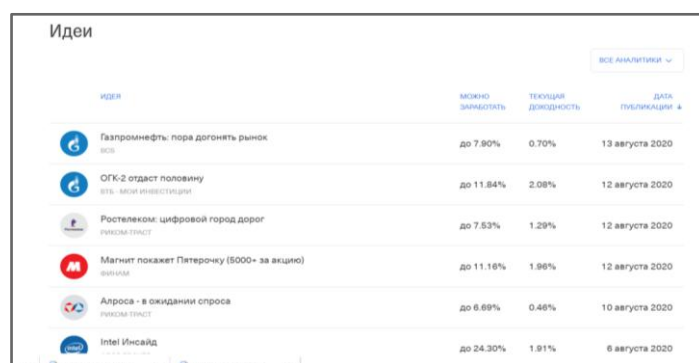 Идеи
ВСЕ АНАЛИТИКИ
ИДЕЯ
МОЖНО ЗАРАБОТАТЬ
ТЕКУЩАЯ ДОХОДНОСТЬ
ДАТА ПУБЛИКАЦИИ ↓
Газпромнефть: пора догонять рынок
до 7.90% 0.70% 13 августа 2020
ОГК-2 отдаст половину
до 11.84% 2.08% 12 августа 2020
ВТБ - МОИ ИНВЕСТИЦИИ
Ростелеком: цифровой город дорог
до 7.53% 1.29% 12 августа 2020
РИКОМ-ТРАСТ
Магнит покажет Пятерочку (5000+ за акцию)
до 11.16% 1.96% 12 августа 2020
ФИНАМ
Алроса - в ожидании спроса
до 6.69% 0.46% 10 августа 2020
РИКОМ-ТРАСТ
Intel Инсайд
до 24.30% 1.91% 6 августа 2020